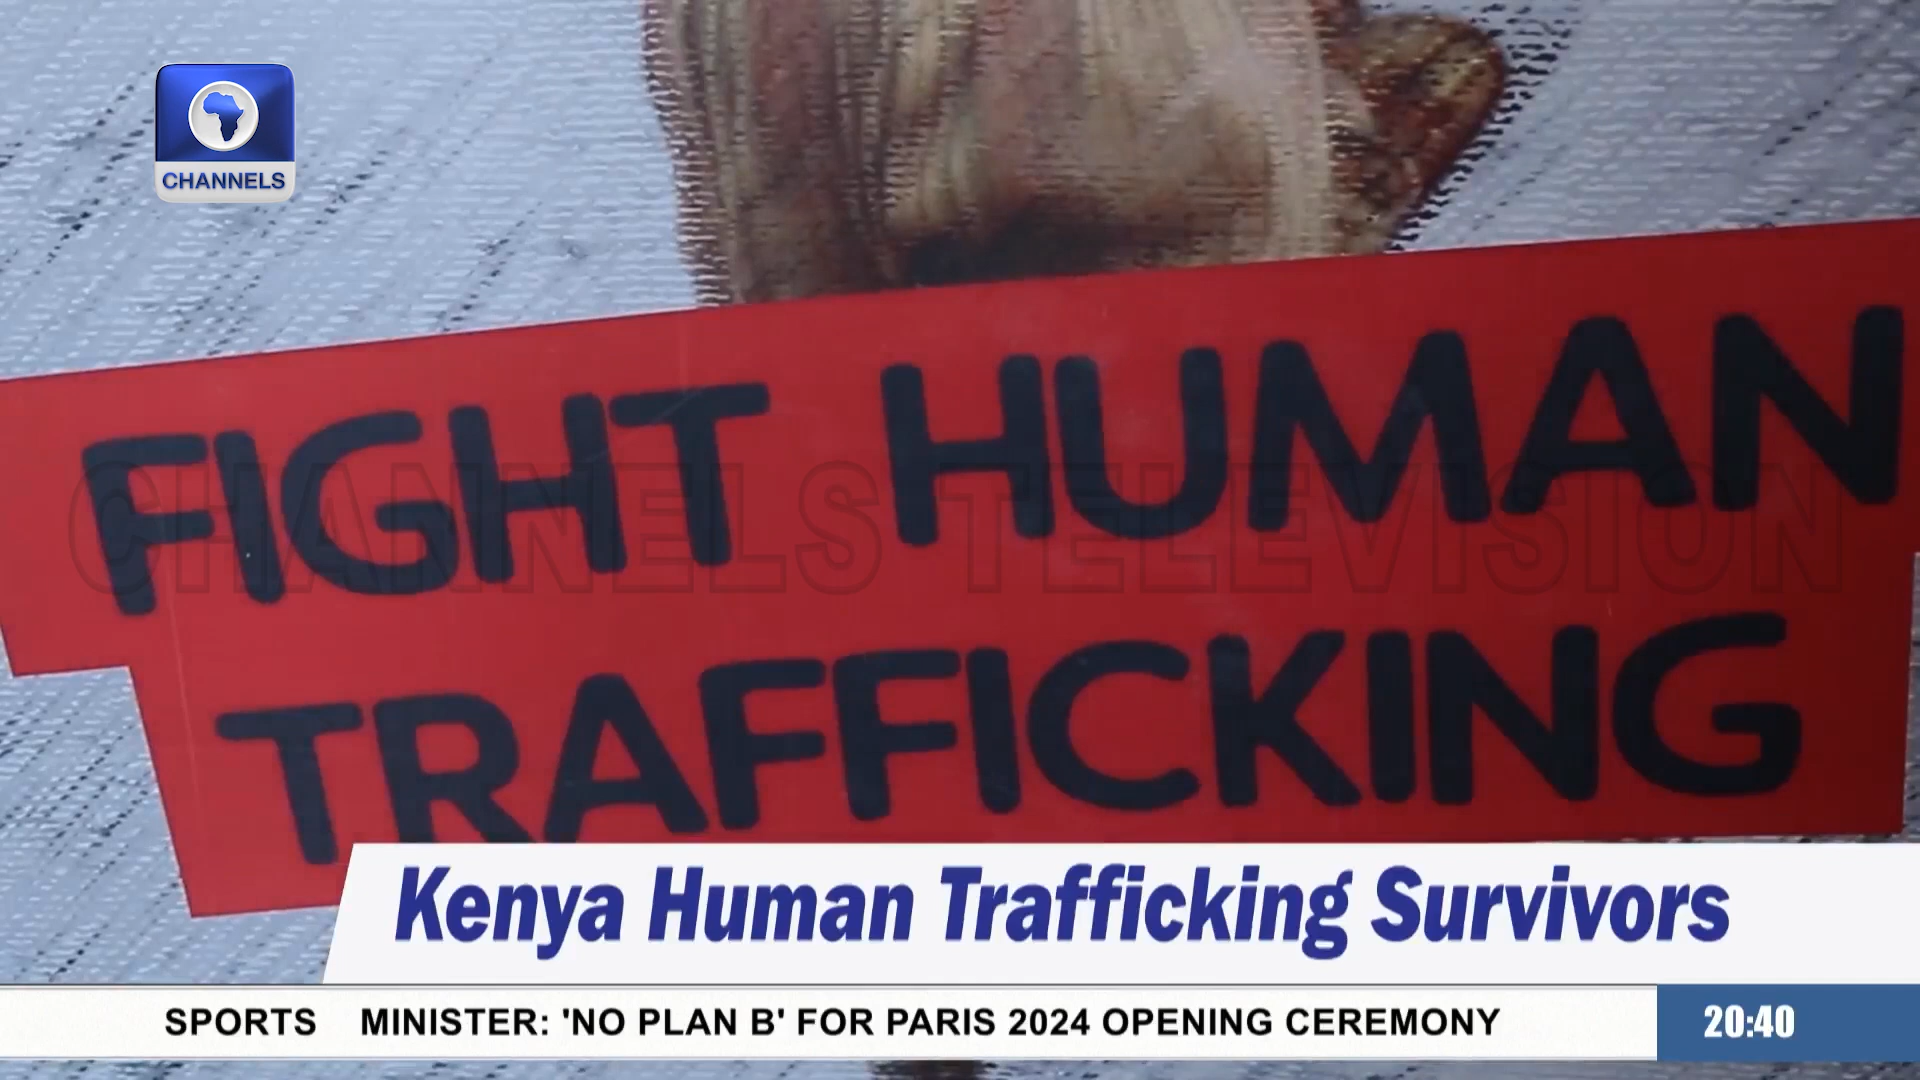 CHANNELS
FIGHT HUMAN
CHANNELS TELEVISION
TRAFFICKING
Kenya Human Trafficking Survivors
SPORTS MINISTER: 'NO PLAN B' FOR PARIS 2024 OPENING CEREMONY
20:40